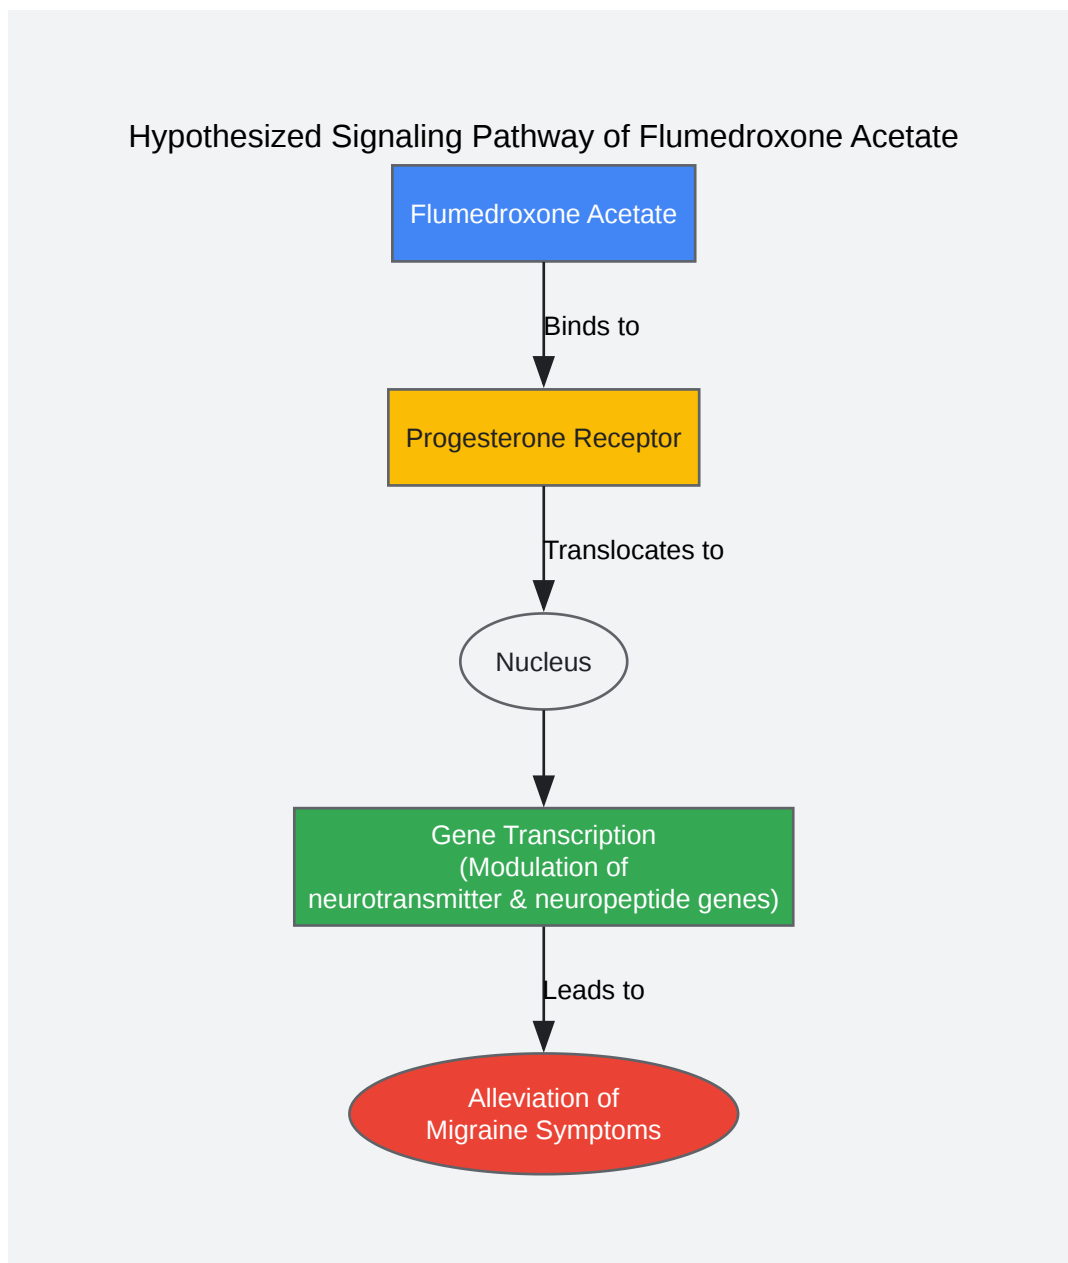 Hypothesized Signaling Pathway of Flumedroxone Acetate
Flumedroxone Acetate
Binds to
Progesterone Receptor
Translocates to
Nucleus
Gene Transcription
(Modulation of
neurotransmitter & neuropeptide genes)
Leads to
Alleviation of
Migraine Symptoms